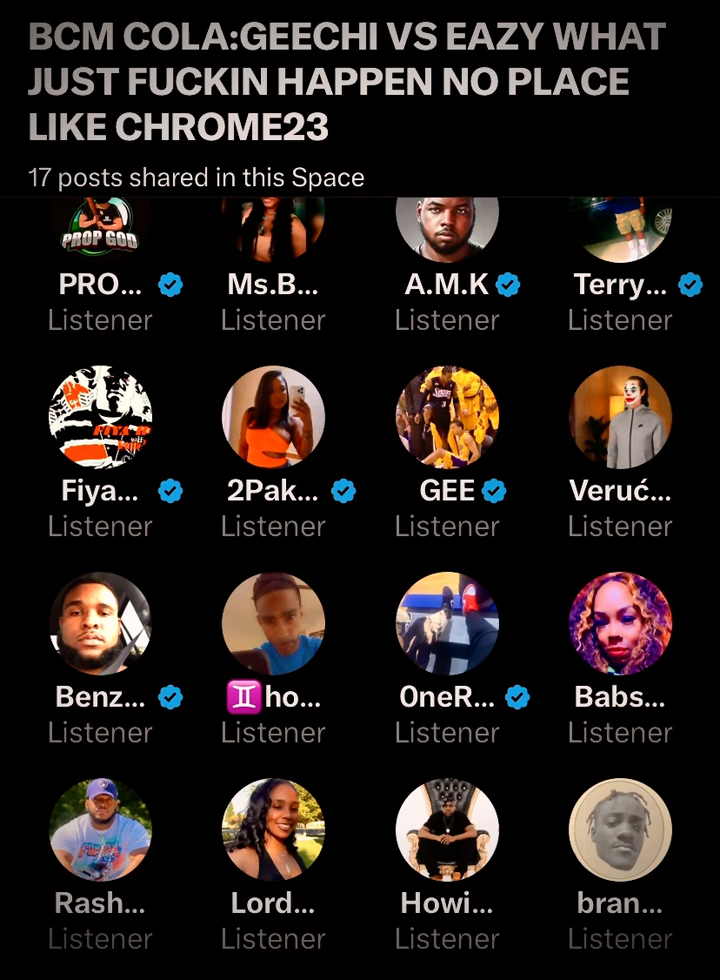 BCM COLA:GEECHI VS EAZY WHAT
JUST FUCKIN HAPPEN NO PLACE
LIKE CHROME23
17 posts shared in this Space
PROP GOD
PRO... Ms.B... A.M.K Terry...
Listener Listener Listener Listener
Fiya... 2Pak... GEE Veruć...
Listener Listener Listener Listener
Benz... ♊ho... 0neR... Babs...
Listener Listener Listener Listener
Rash... Lord... Howi... bran...
Listener Listener Listener Listener